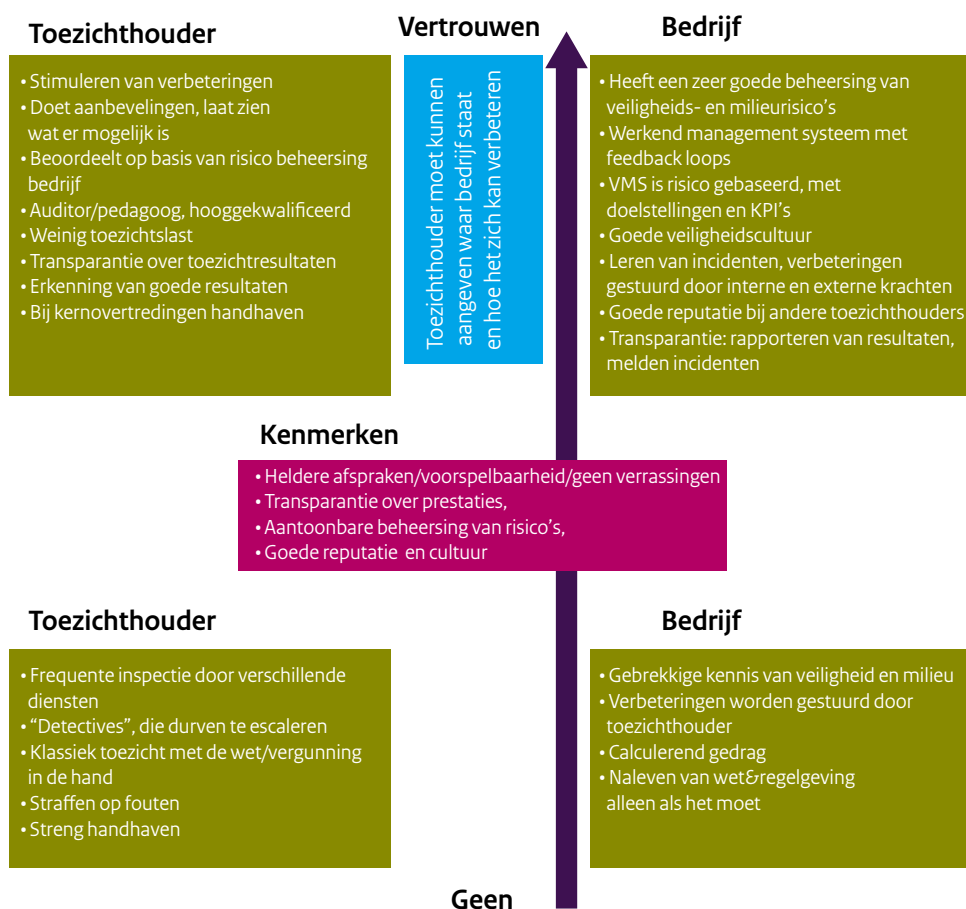 Toezichthouder
• Stimuleren van verbeteringen
• Doet aanbevelingen, laat zien
wat er mogelijk is
• Beoordeelt op basis van risico beheersing
bedrijf
• Auditor/pedagoog, hooggekwalificeerd
• Weinig toezichtslast
• Transparantie over toezichtresultaten
• Erkenning van goede resultaten
• Bij kernovertredingen handhaven
Vertrouwen
Toezichthouder moet kunnen
aangeven waar bedrijf staat
en hoe het zich kan verbeteren
Bedrijf
• Heeft een zeer goede beheersing van
veiligheids- en milieurisico's
• Werkend management systeem met
feedback loops
• VMS is risico gebaseerd, met
doelstellingen en KPI's
• Goede veiligheidscultuur
• Leren van incidenten, verbeteringen
gestuurd door interne en externe krachten
• Goede reputatie bij andere toezichthouders
• Transparantie: rapporteren van resultaten,
melden incidenten
Kenmerken
• Heldere afspraken/voorspelbaarheid/geen verrassingen
• Transparantie over prestaties,
• Aantoonbare beheersing van risico's,
• Goede reputatie en cultuur
Toezichthouder
• Frequente inspectie door verschillende
diensten
• "Detectives", die durven te escaleren
• Klassiek toezicht met de wet/vergunning
in de hand
• Straffen op fouten
• Streng handhaven
Bedrijf
• Gebrekkige kennis van veiligheid en milieu
• Verbeteringen worden gestuurd door
toezichthouder
• Calculerend gedrag
• Naleven van wet&regelgeving
alleen als het moet
Geen